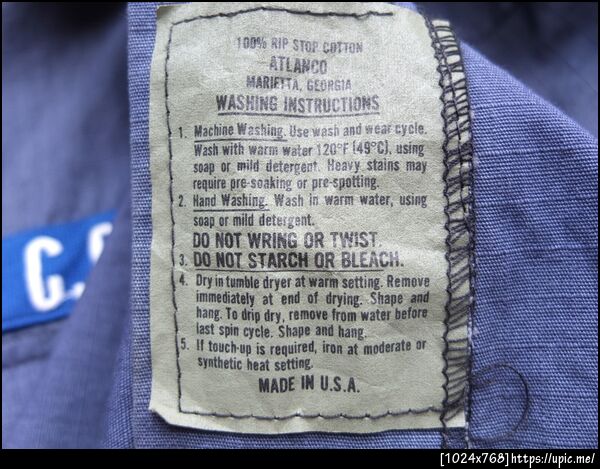 100% RIP STOP COTTON
ATLANCO
MARIETTA, GEORGIA
WASHING INSTRUCTIONS
1. Machine Washing. Use wash and wear cycle.
Wash with warm water 120°F (49°C), using
soap or mild detergent. Heavy stains may
require pre-soaking or pre-spotting.
2. Hand Washing. Wash in warm water, using
soap or mild detergent.
DO NOT WRING OR TWIST.
3. DO NOT STARCH OR BLEACH.
4. Dry in tumble dryer at warm setting. Remove
immediately at end of drying. Shape and
hang. To drip dry, remove from water before
last spin cycle. Shape and hang.
5. If touch-up is required, iron at moderate or
synthetic heat setting.
MADE IN U.S.A.
[1024x768]https://upic.me/